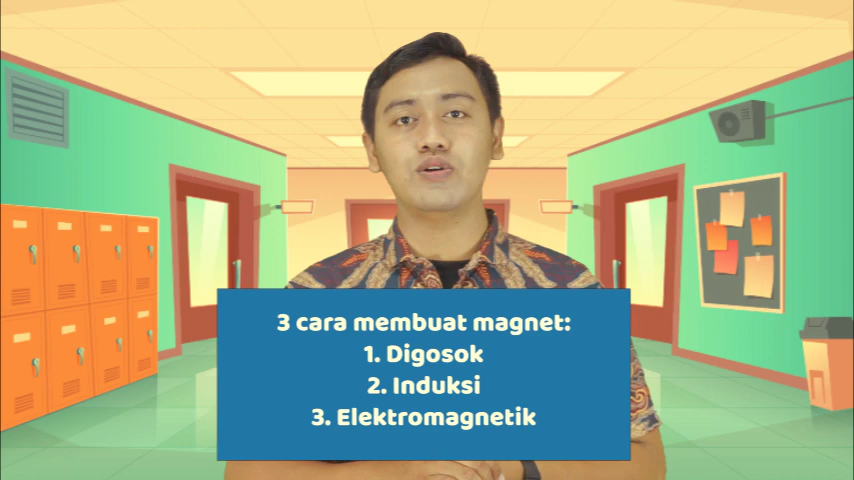 3 cara membuat magnet:
1. Digosok
2. Induksi
3. Elektromagnetik